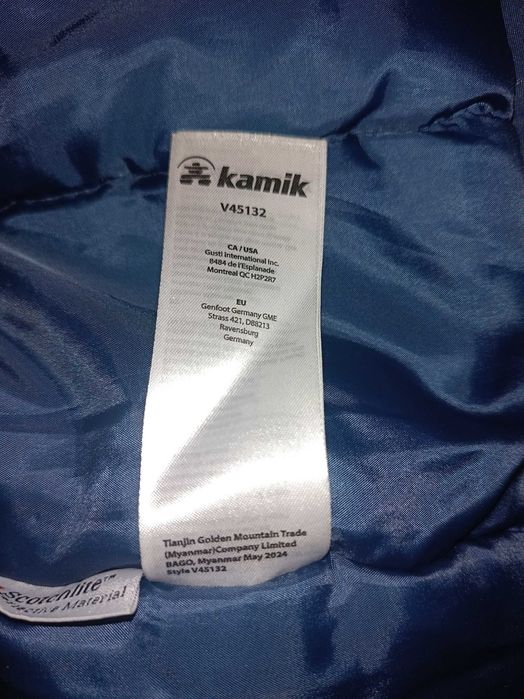 kamik
V45132
CA / USA
Gusti International Inc.
8484 de l'Esplanade
Montreal QC H2P2R7
EU
Genfoot Germany GME
Strass 421, D88213
Ravensburg
Germany
Tianjin Golden Mountain Trade
(Myanmar)Company Limited
BAGO, Myanmar May 2024
Style V45132
Scotchlite™
Material